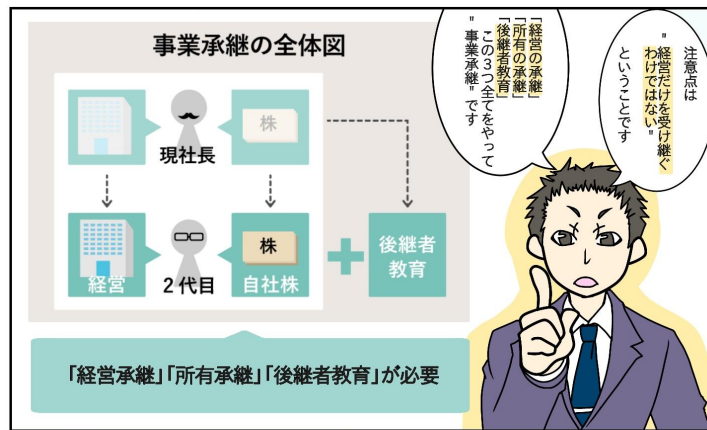 注意点は
"経営だけを受け継ぐ
わけではない"
ということです
「経営の承継」
「所有の承継」
「後継者教育」
この3つ全てをやって
"事業承継"です
事業承継の全体図
株
現社長
株
経営
2代目
自社株
後継者
教育
「経営承継」「所有承継」「後継者教育」が必要